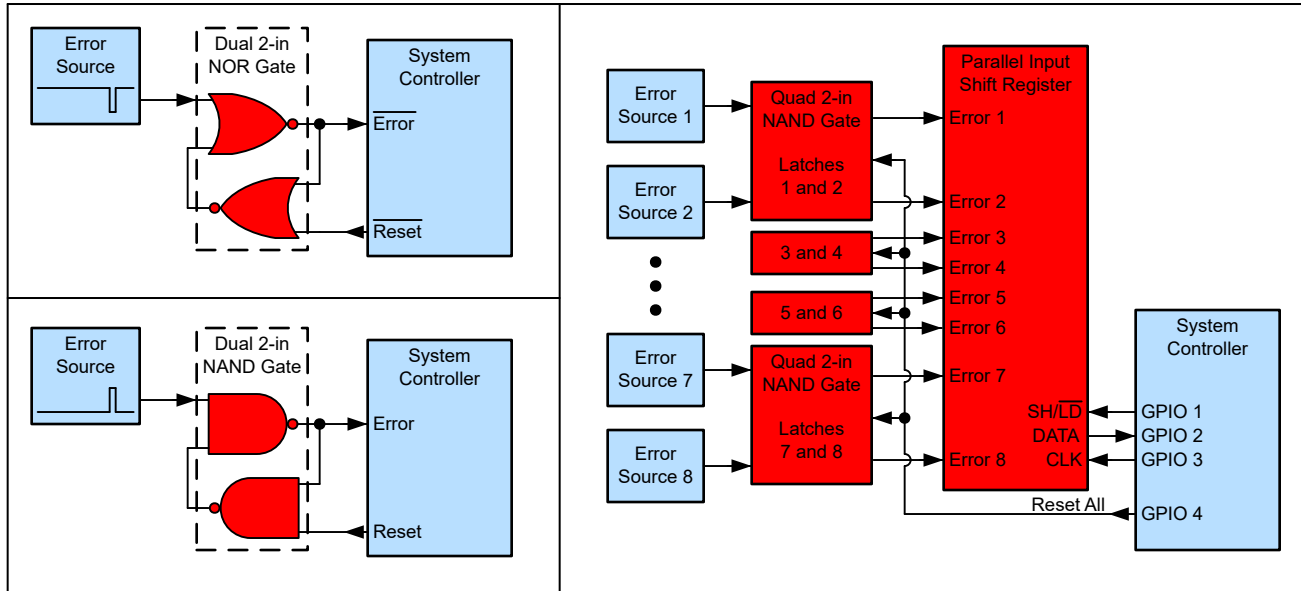 Error
Source
Dual 2-in
NOR Gate
System
Controller
Error
Reset
Error
Source
Dual 2-in
NAND Gate
System
Controller
Error
Reset
Error
Source 1
Error
Source 2
Error
Source 7
Error
Source 8
Quad 2-in
NAND Gate
Latches
1 and 2
3 and 4
5 and 6
Quad 2-in
NAND Gate
Latches
7 and 8
Parallel Input
Shift Register
Error 1
Error 2
Error 3
Error 4
Error 5
Error 6
Error 7
Error 8
SH/L̅D̅
DATA
CLK
Reset All
System
Controller
GPIO 1
GPIO 2
GPIO 3
GPIO 4